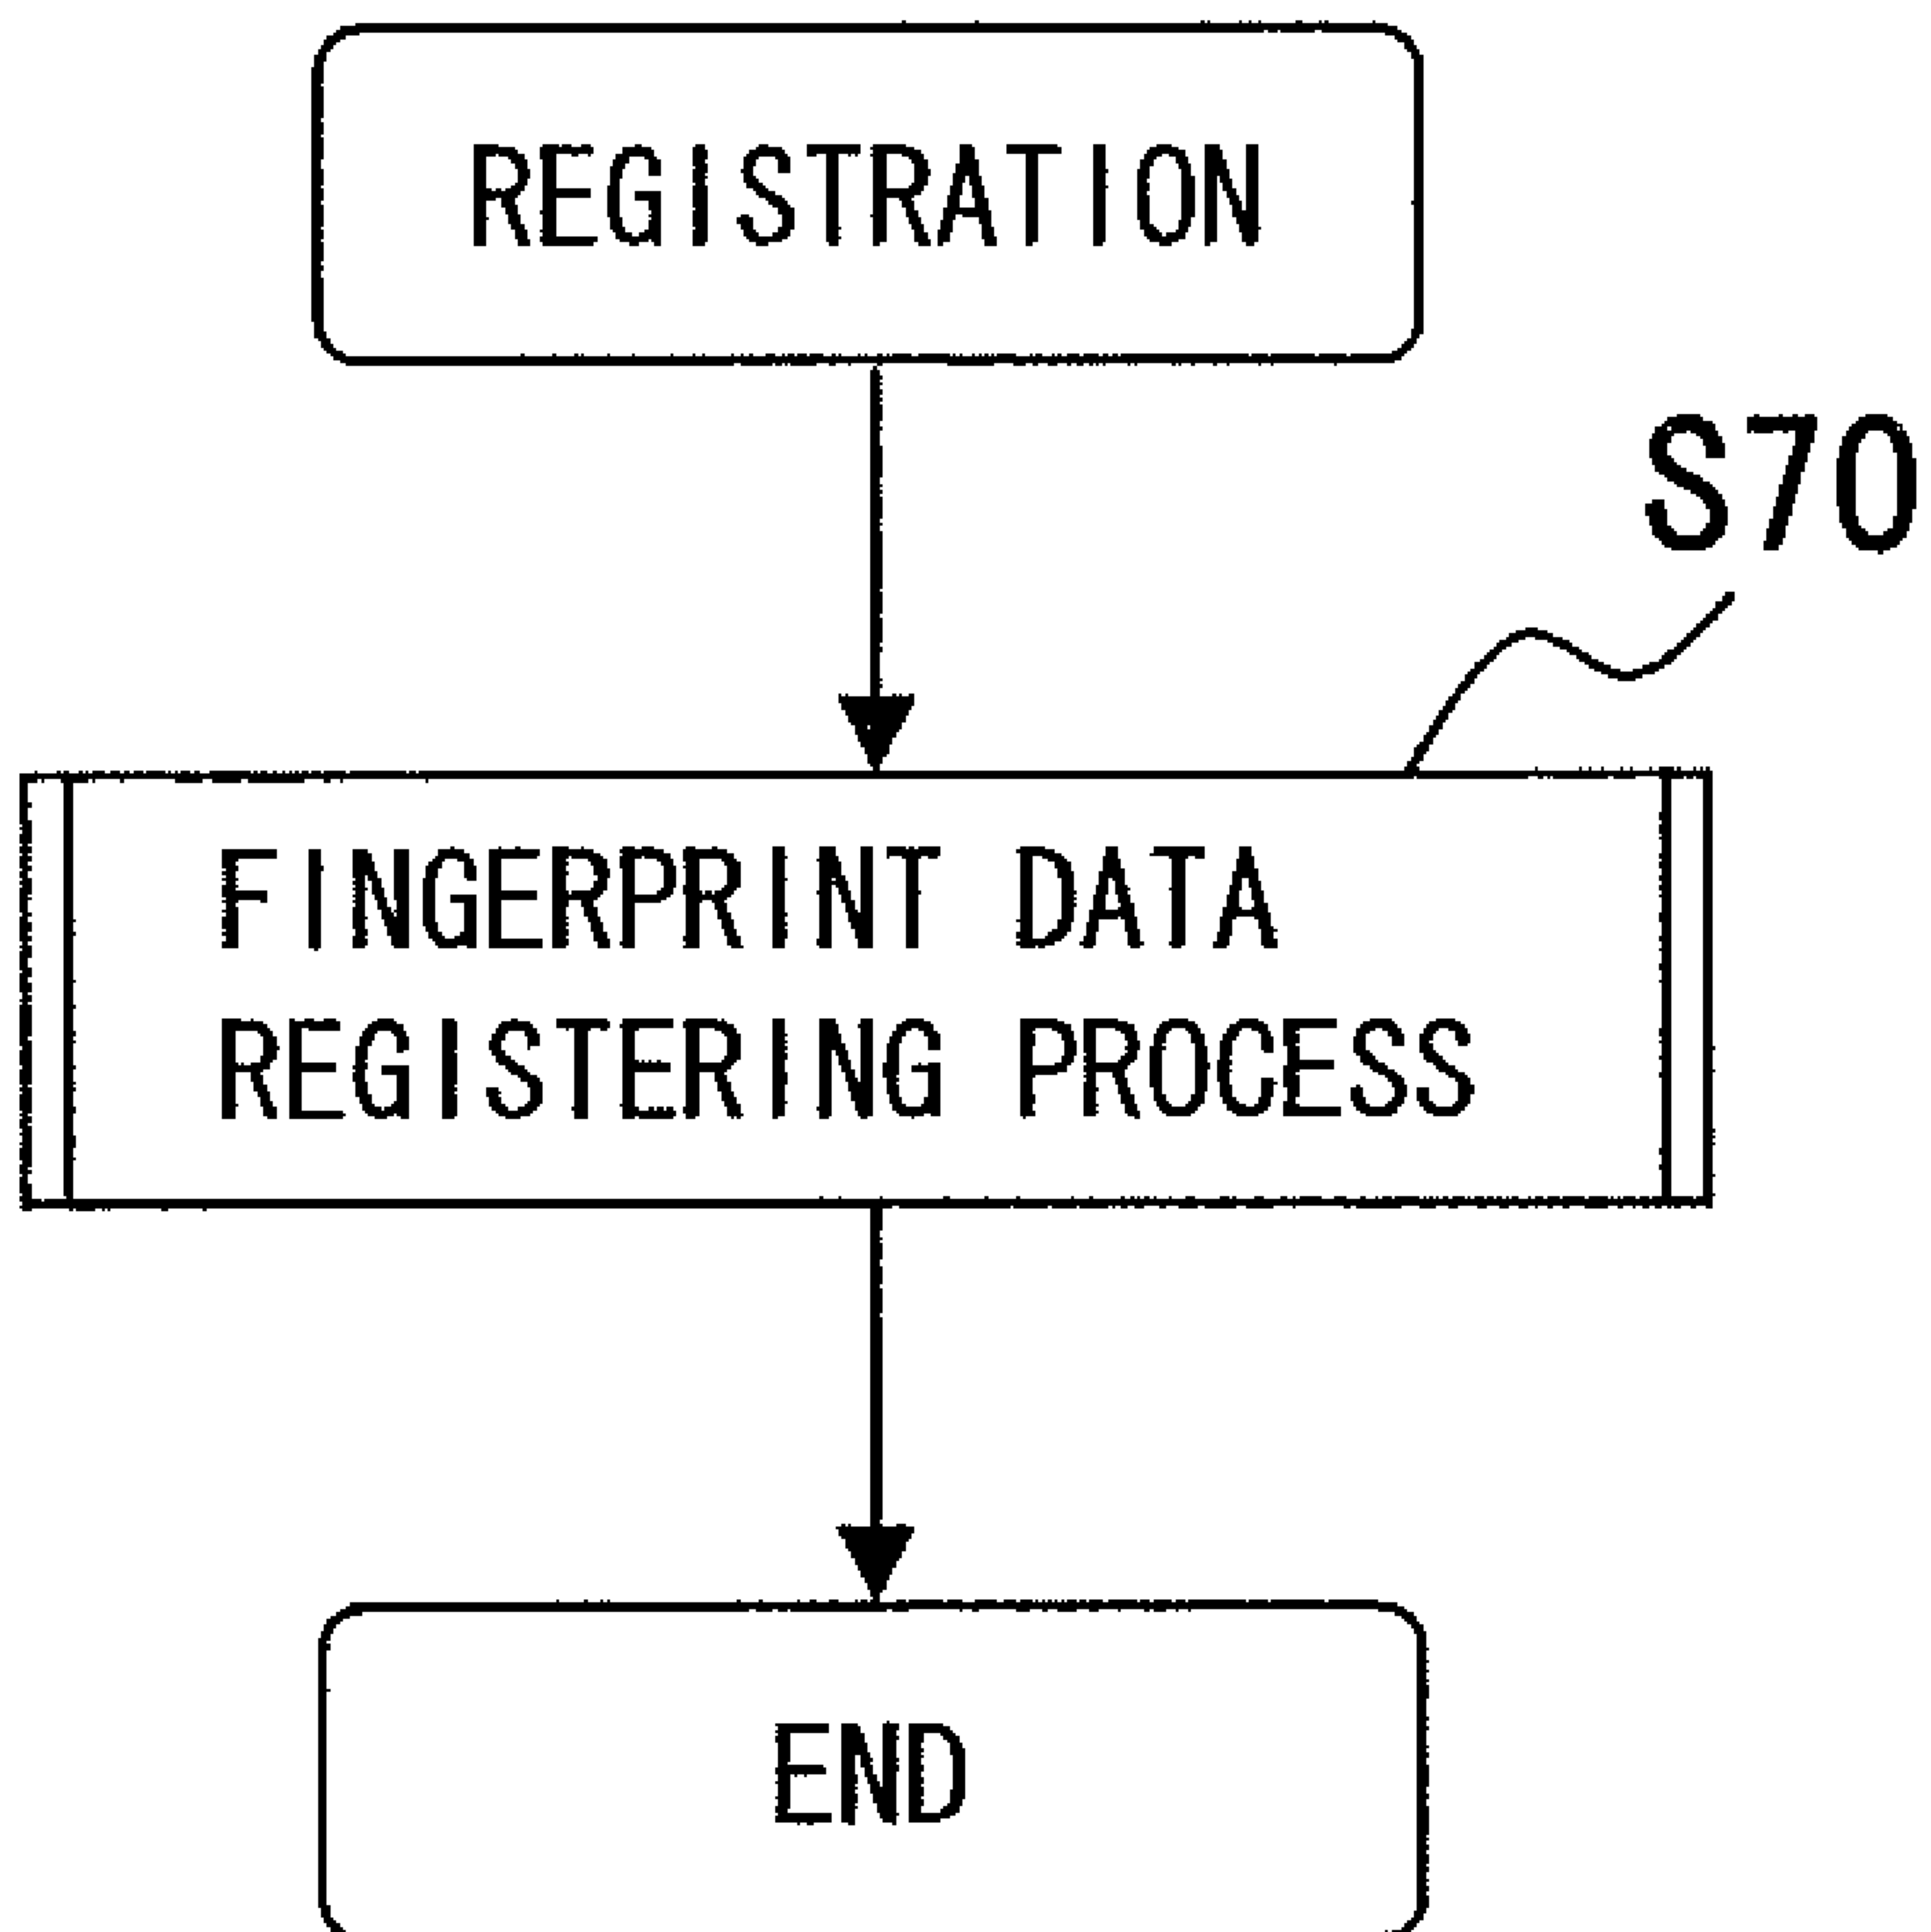 REGISTRATION
S70
FINGERPRINT DATA
REGISTERING PROCESS
END